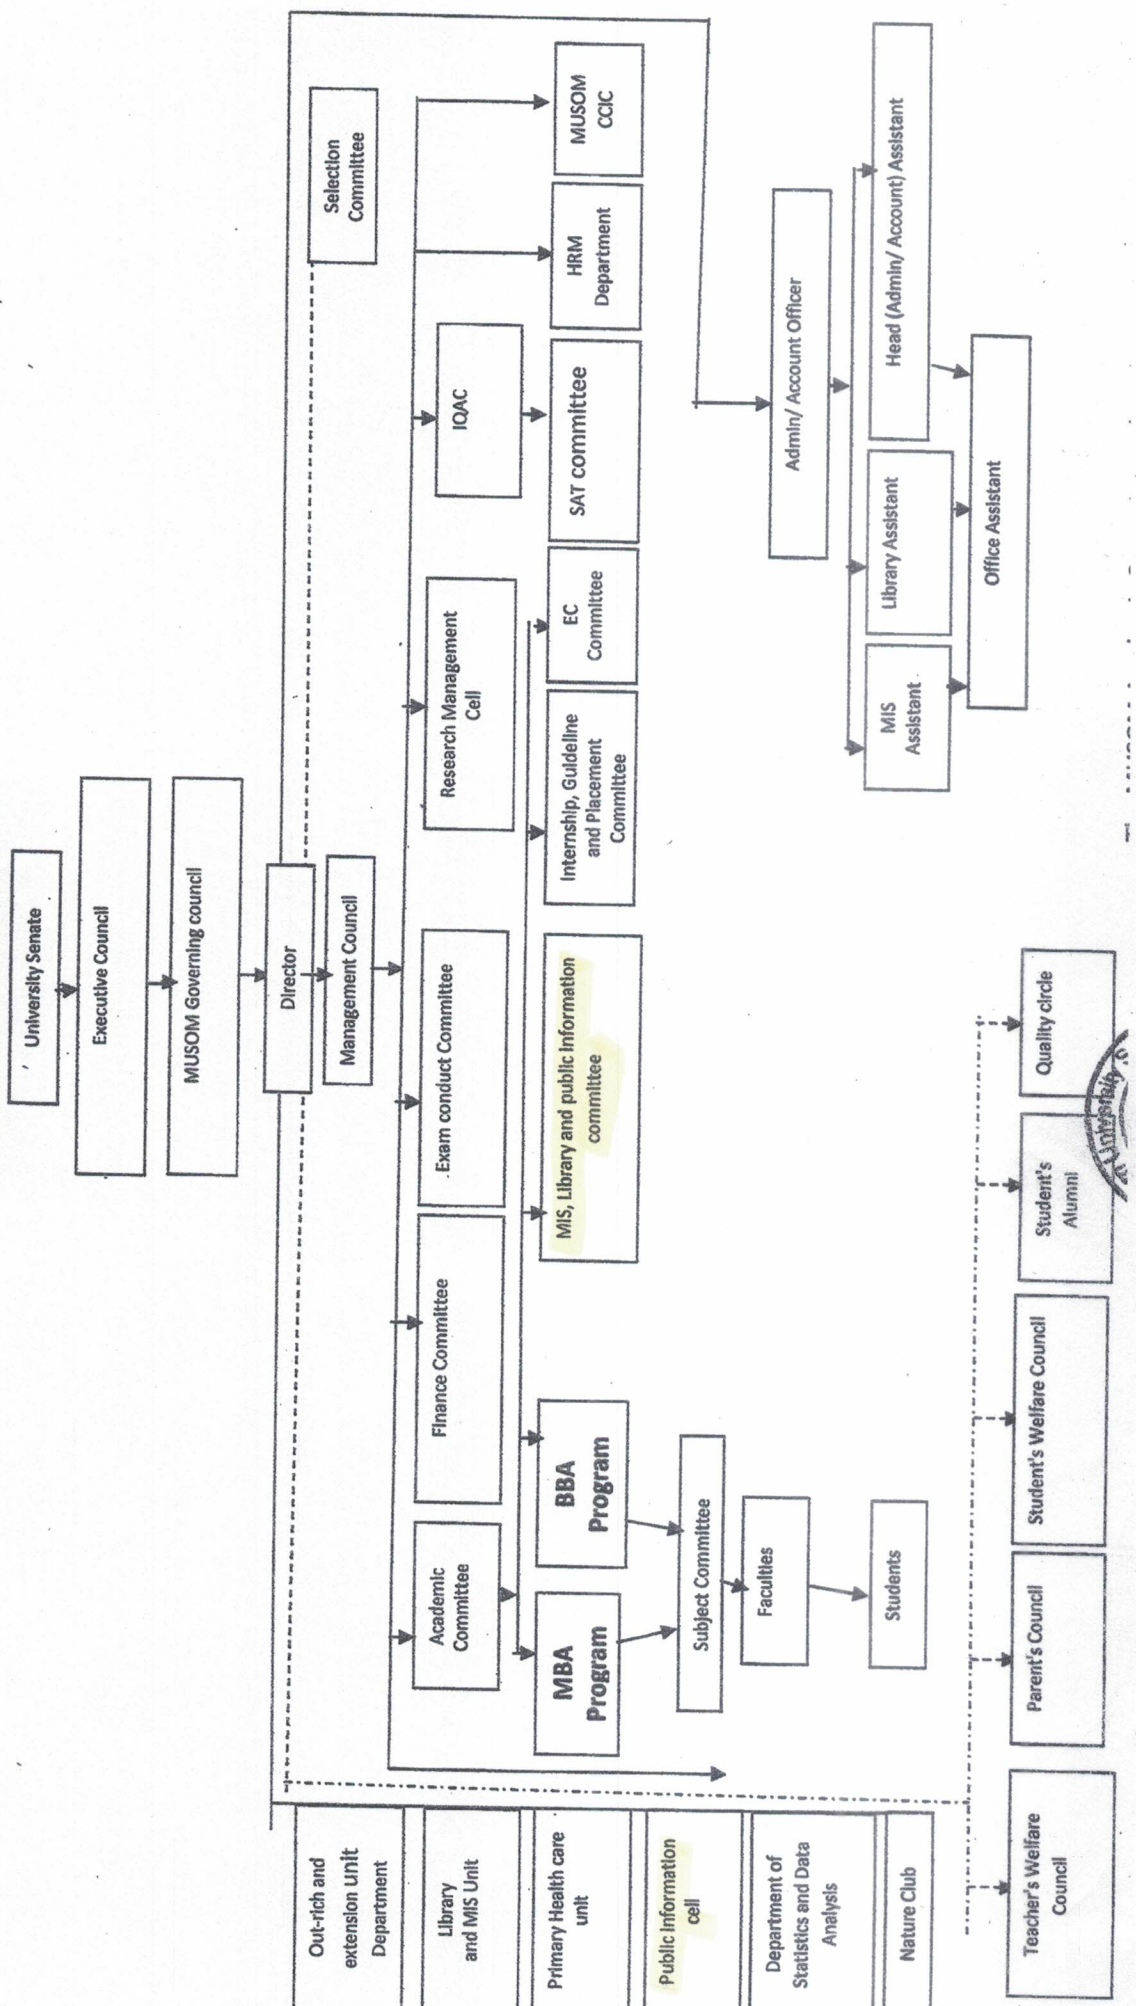 University Senate
Executive Council
MUSOM Governing council
Director
Management Council
Selection
Committee
Academic
Committee
Finance Committee
Exam conduct Committee
Research Management
Cell
IQAC
MBA
Program
BBA
Program
MIS, Library and public Information
committee
Internship, Guideline
and Placement
Committee
EC
Committee
SAT committee
HRM
Department
MUSOM
CCIC
Subject Committee
Faculties
Students
Admin/ Account Officer
MIS
Assistant
Library Assistant
Head (Admin/ Account) Assistant
Office Assistant
Out-rich and
extension unit
Department
Library
and MIS Unit
Primary Health care
unit
Public Information
cell
Department of
Statistics and Data
Analysis
Nature Club
Teacher's Welfare
Council
Parent's Council
Student's Welfare Council
Student's
Alumni
Quality circle
University